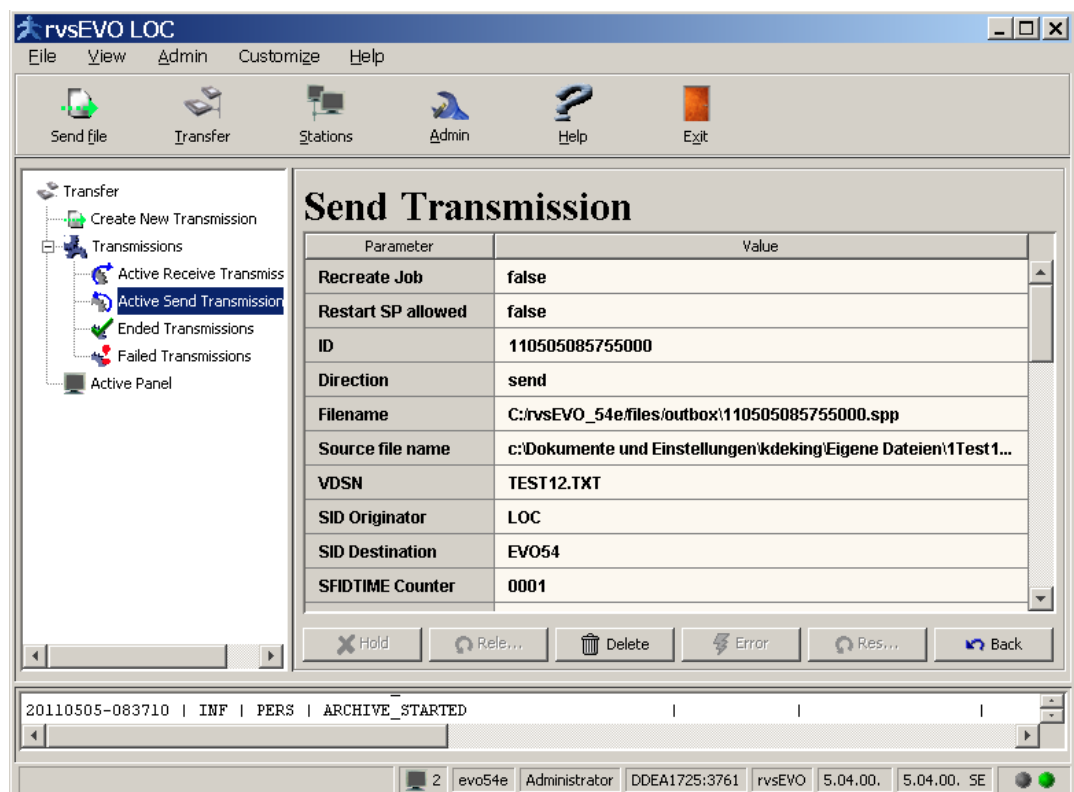 rvsEVO LOC
File View Admin Customize Help
Send file Transfer Stations Admin Help Exit
Transfer
Create New Transmission
Transmissions
Active Receive Transmiss
Active Send Transmission
Ended Transmissions
Failed Transmissions
Active Panel
Send Transmission
Parameter Value
Recreate Job false
Restart SP allowed false
ID 110505085755000
Direction send
Filename C:/rvsEVO_54e/files/outbox\110505085755000.spp
Source file name c:\Dokumente und Einstellungen\kdeking\Eigene Dateien\1Test1...
VDSN TEST12.TXT
SID Originator LOC
SID Destination EVO54
SFIDTIME Counter 0001
Hold Rele... Delete Error Res... Back
20110505-083710 | INF | PERS | ARCHIVE_STARTED | | |
2 evo54e Administrator DDEA1725:3761 rvsEVO 5.04.00. 5.04.00. SE